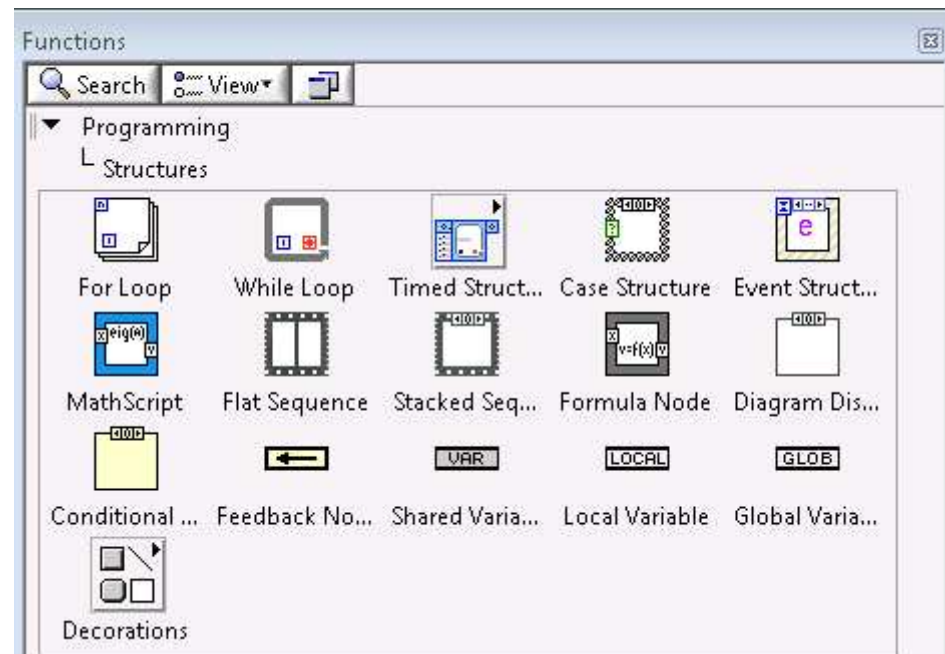 Functions
Search View
Programming
Structures
For Loop While Loop Timed Struct... Case Structure Event Struct...
eig(A)
X Y
v=f(x)
X Y
MathScript Flat Sequence Stacked Seq... Formula Node Diagram Dis...
VAR LOCAL GLOB
Conditional ... Feedback No... Shared Varia... Local Variable Global Varia...
Decorations